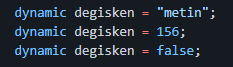 dynamic degisken = "metin";
dynamic degisken = 156;
dynamic degisken = false;